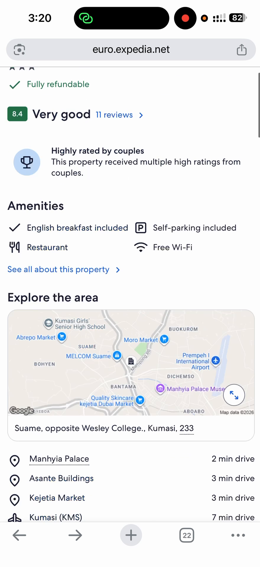 3:20
82
euro.expedia.net
Fully refundable
8.4 Very good 11 reviews
Highly rated by couples
This property received multiple high ratings from
couples.
Amenities
English breakfast included
Self-parking included
Restaurant
Free Wi-Fi
See all about this property
Explore the area
Kumasi Girls
Senior High School
BUOKUROM
Abrepo Market
Moro Market
SUAME
MELCOM Suame
Prempeh I
International
Airport
BOHYEN
BANTAMA
Manhyia Palace Muse
Quality Skincare
kejetia Dubai Market
ASOABO
Google
Map data ©2026
Suame, opposite Wesley College., Kumasi, 233
Manhyia Palace 2 min drive
Asante Buildings 3 min drive
Kejetia Market 3 min drive
Kumasi (KMS) 7 min drive
22